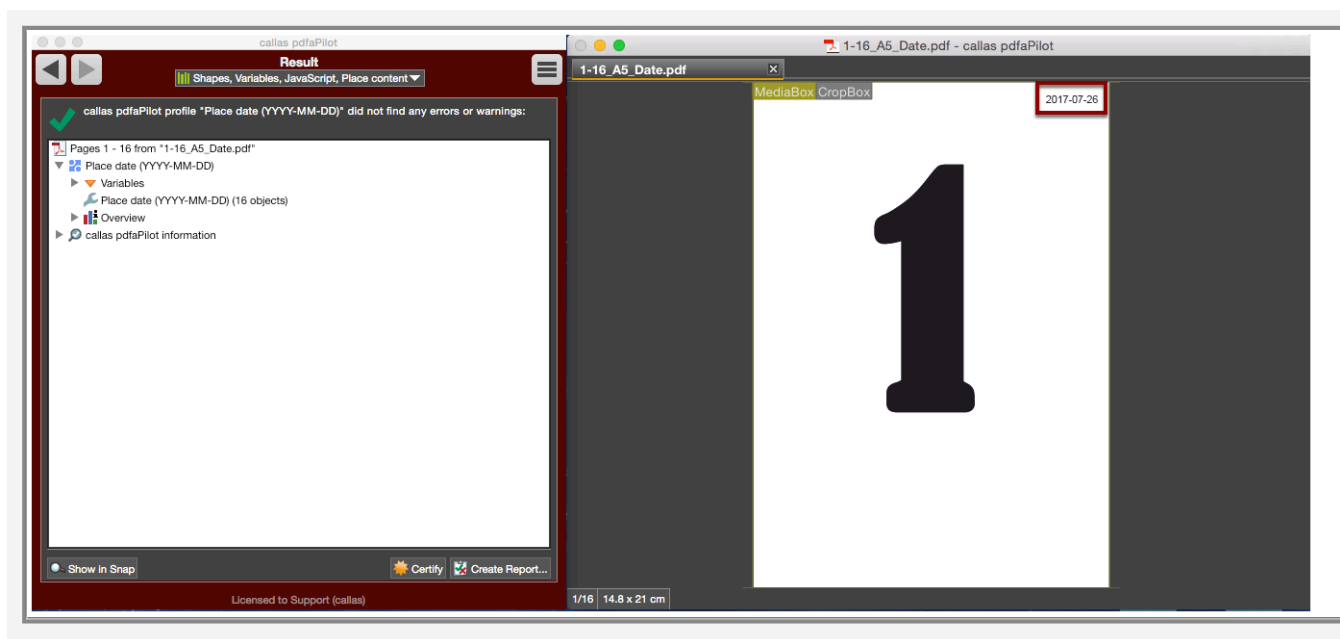 callas pdfaPilot
Result
Shapes, Variables, JavaScript, Place content
callas pdfaPilot profile "Place date (YYYY-MM-DD)" did not find any errors or warnings:
Pages 1 - 16 from "1-16_A5_Date.pdf"
Place date (YYYY-MM-DD)
Variables
Place date (YYYY-MM-DD) (16 objects)
Overview
callas pdfaPilot information
Show in Snap
Certify
Create Report...
Licensed to Support (callas)
1-16_A5_Date.pdf - callas pdfaPilot
1-16_A5_Date.pdf
MediaBox CropBox
2017-07-26
1
1/16 14.8 x 21 cm